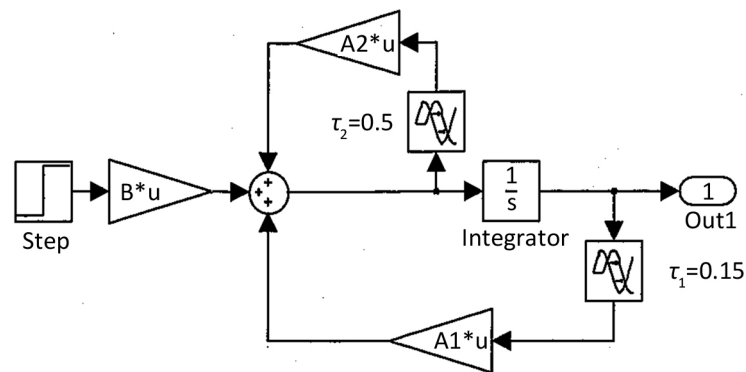 A2*u
τ₂=0.5
B*u
+
+
+
1
s
1
Step
Integrator
Out1
τ₁=0.15
A1*u